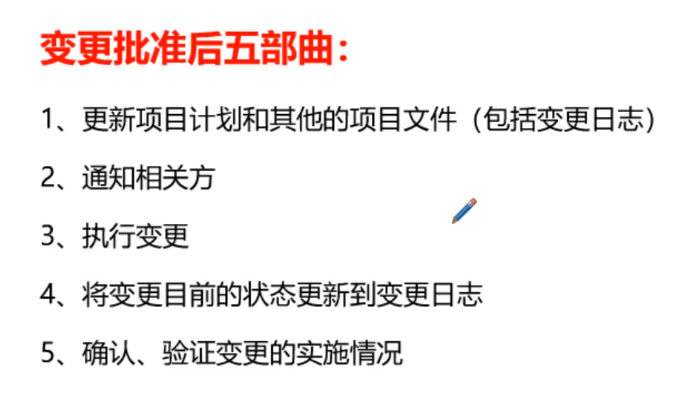 变更批准后五部曲：
1、更新项目计划和其他的项目文件（包括变更日志）
2、通知相关方
3、执行变更
4、将变更目前的状态更新到变更日志
5、确认、验证变更的实施情况